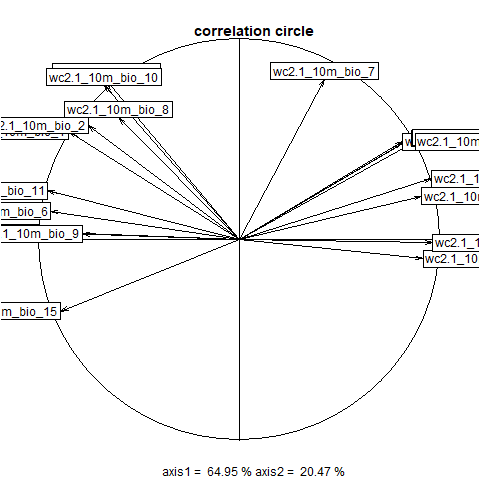 correlation circle
wc2.1_10m_bio_7
wc2.1_10m_bio_10
wc2.1_10m_bio_8
2.1_10m_bio_2
wc2.1_10m
wc2.1_1
_bio_11
wc2.1_10m
m_bio_6
1_10m_bio_9
wc2.1_1
wc2.1_10
m_bio_15
axis1 = 64.95 % axis2 = 20.47 %